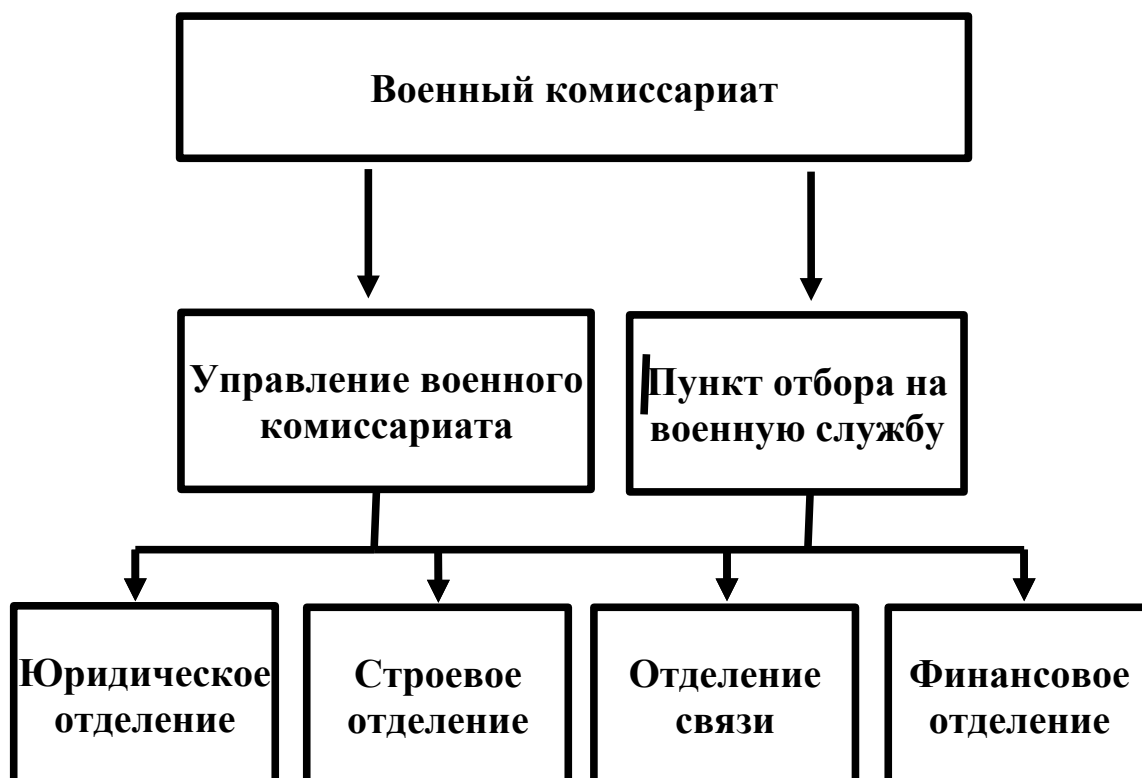 Военный комиссариат
Управление военного
комиссариата
Пункт отбора на
военную службу
Юридическое
отделение
Строевое
отделение
Отделение
связи
Финансовое
отделение